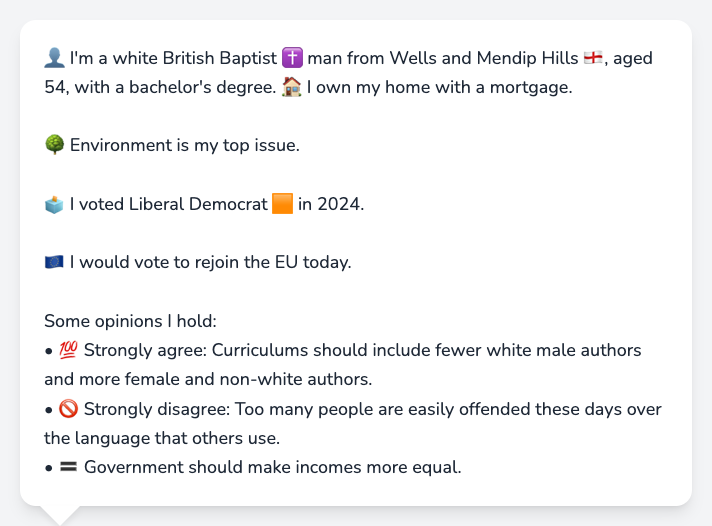 👤 I'm a white British Baptist ✝️ man from Wells and Mendip Hills 🏴󠁧󠁢󠁥󠁮󠁧󠁿, aged
54, with a bachelor's degree. 🏠 I own my home with a mortgage.
🌳 Environment is my top issue.
🗳️ I voted Liberal Democrat 🟧 in 2024.
🇪🇺 I would vote to rejoin the EU today.
Some opinions I hold:
• 💯 Strongly agree: Curriculums should include fewer white male authors
and more female and non-white authors.
• 🚫 Strongly disagree: Too many people are easily offended these days over
the language that others use.
• 🟰 Government should make incomes more equal.